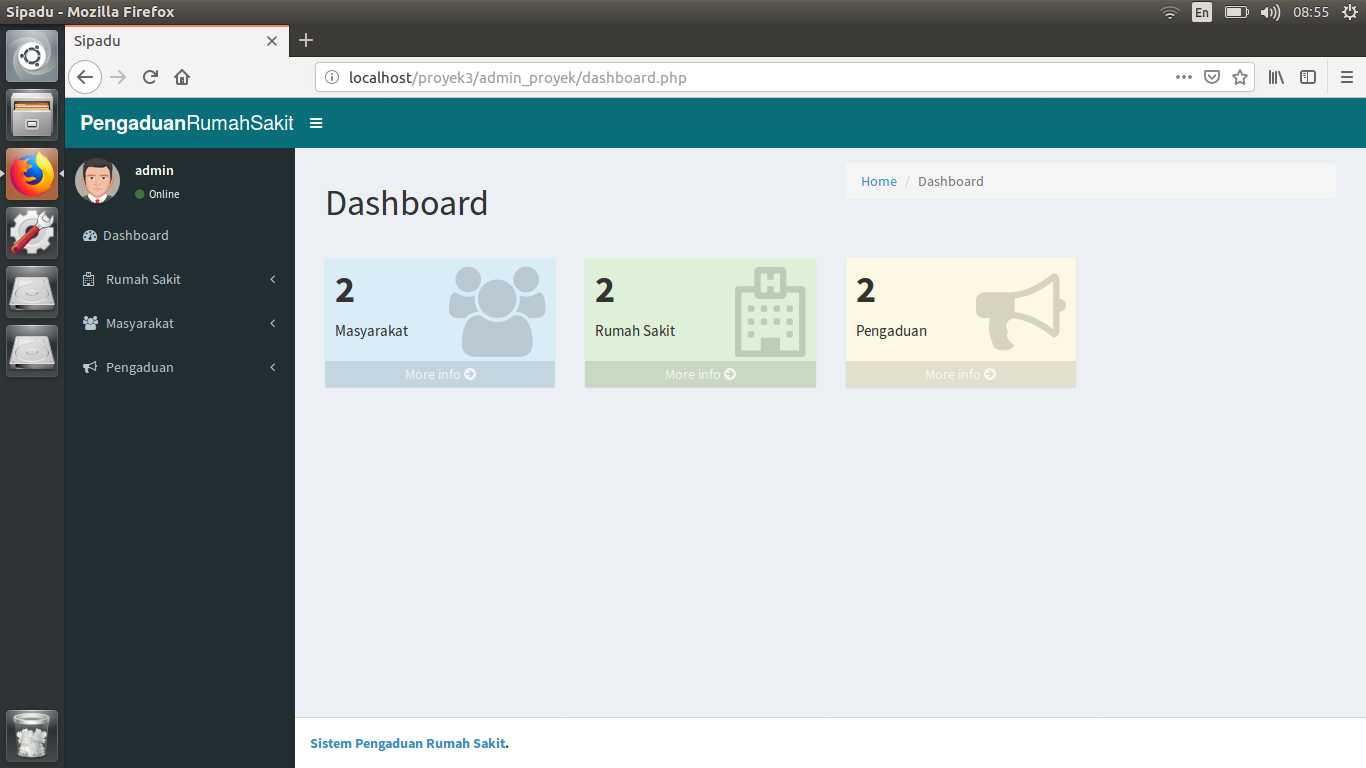 Sipadu - Mozilla Firefox
En
08:55
Sipadu
localhost/proyek3/admin_proyek/dashboard.php
PengaduanRumahSakit
admin
Online
Dashboard
Rumah Sakit
Masyarakat
Pengaduan
Dashboard
Home / Dashboard
2
Masyarakat
More info
2
Rumah Sakit
More info
2
Pengaduan
More info
Sistem Pengaduan Rumah Sakit.